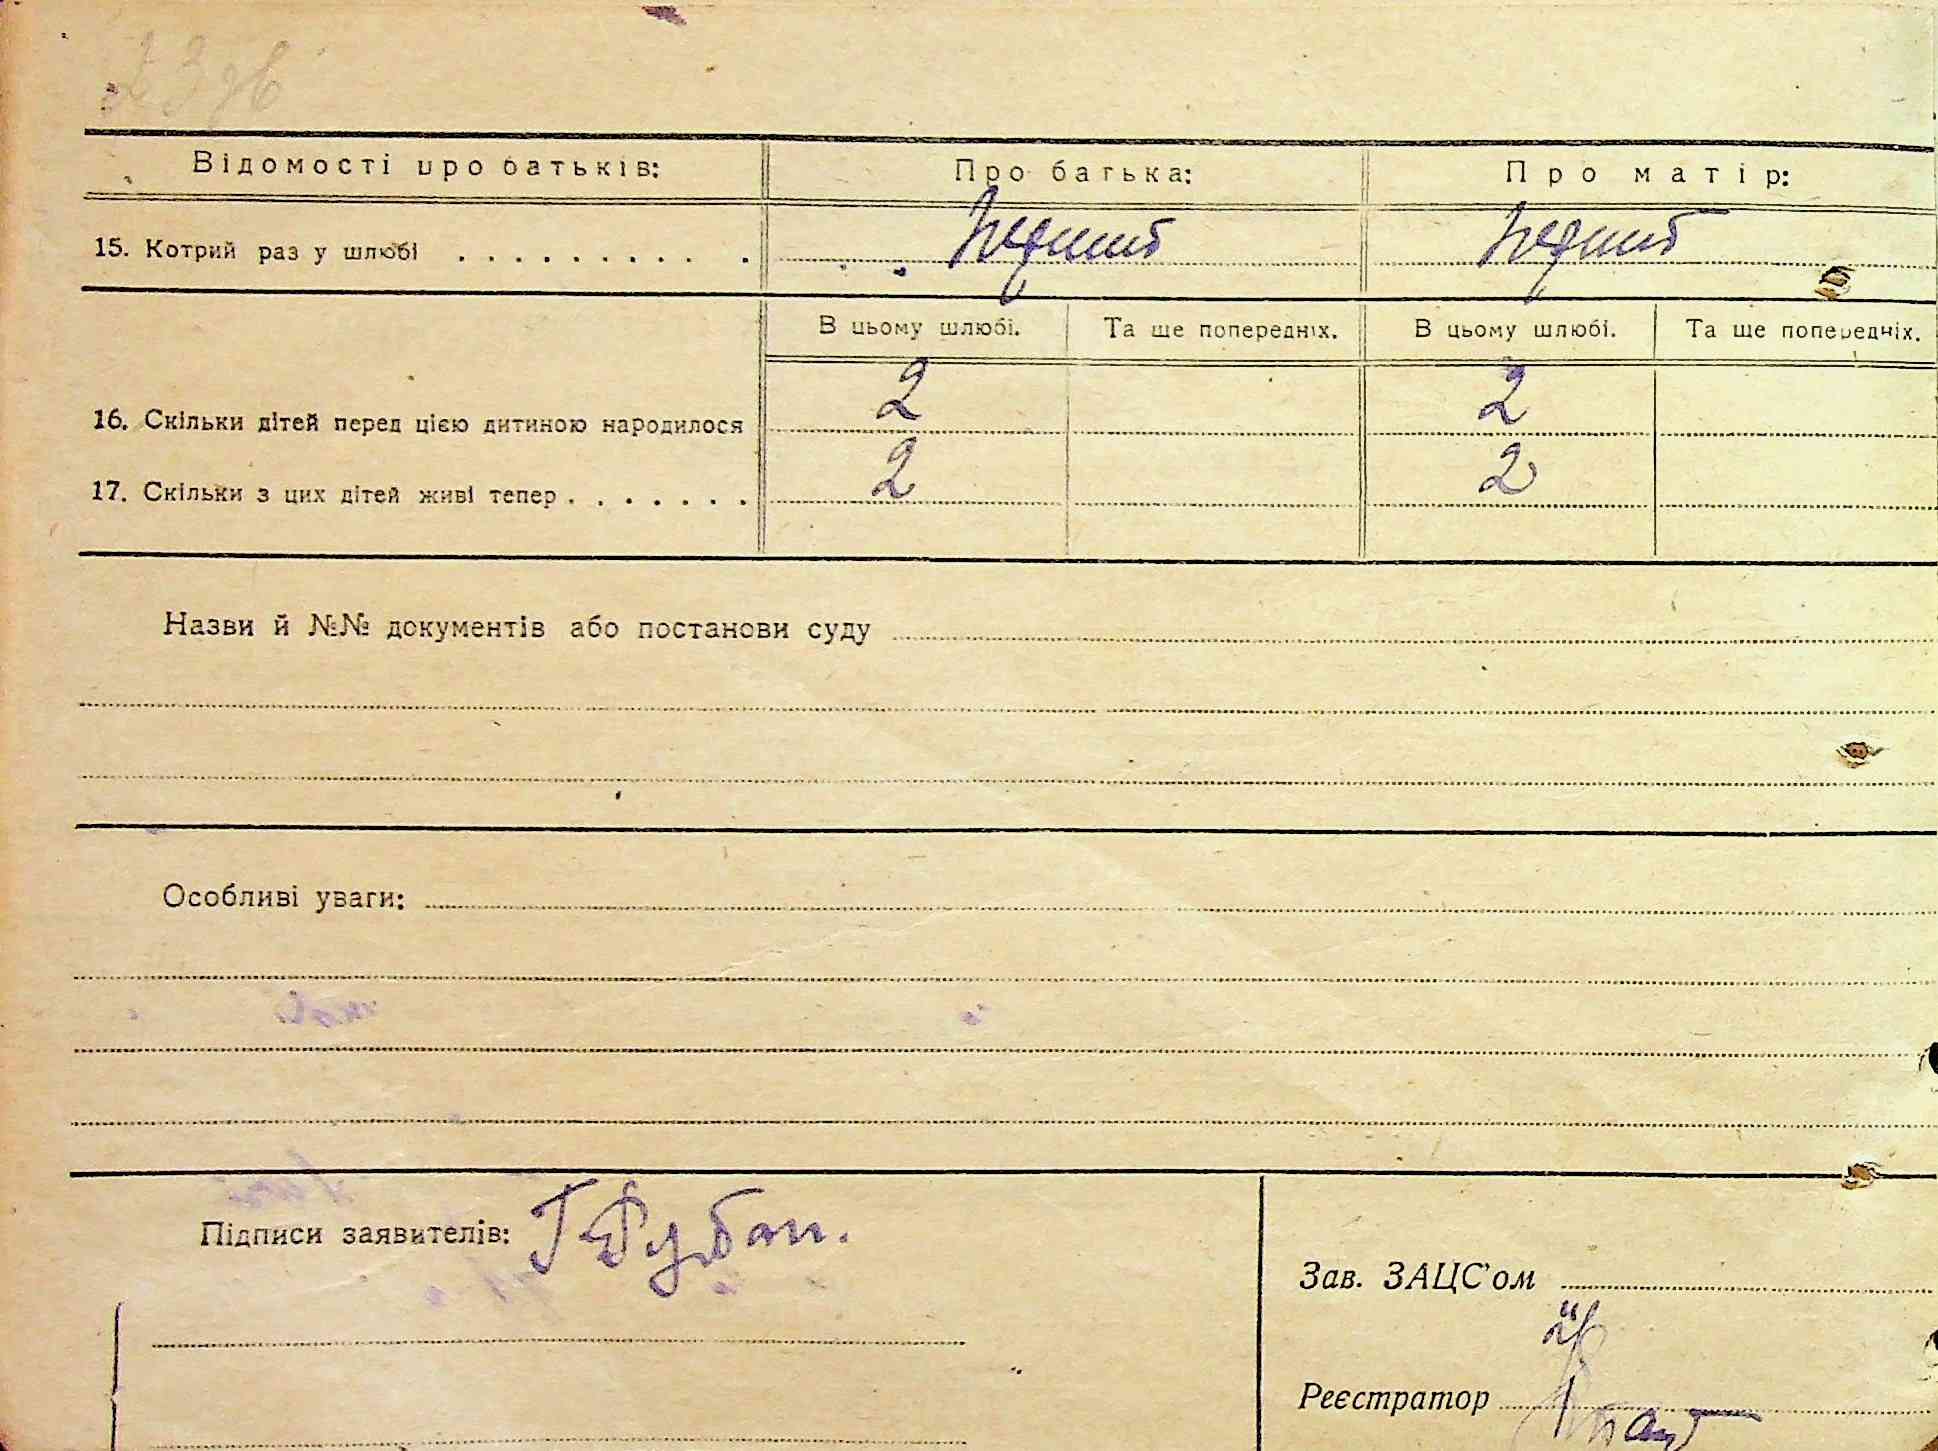 Відомості про батьків: Про батька: Про матір:
15. Котрий раз у шлюбі . . . . . . . . . . Перший Перший
В цьому шлюбі. Та ще попередніх. В цьому шлюбі. Та ще попередніх.
16. Скільки дітей перед цією дитиною народилося 2 2
17. Скільки з цих дітей живі тепер . . . . . . . 2 2
Назви й №№ документів або постанови суду
Особливі уваги:
Підписи заявителів: Г Рубан.
Зав. ЗАЦС'ом
Реєстратор